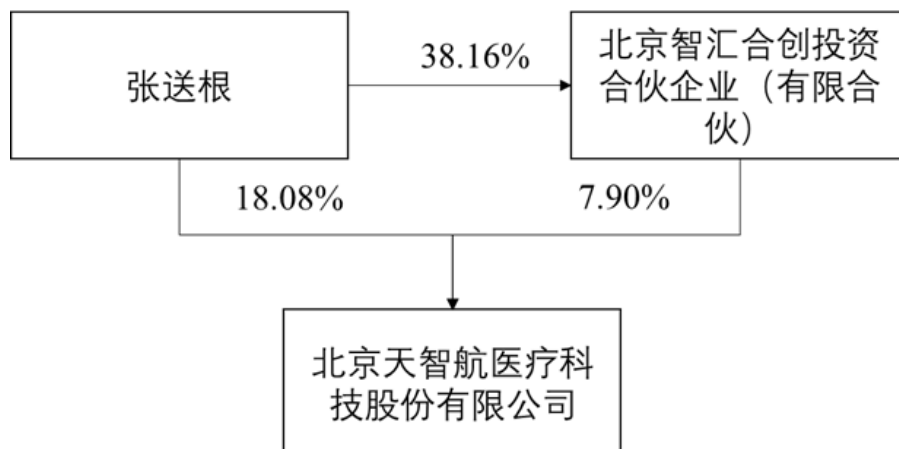 张送根
38.16%
北京智汇合创投资
合伙企业（有限合
伙）
18.08%
7.90%
北京天智航医疗科
技股份有限公司